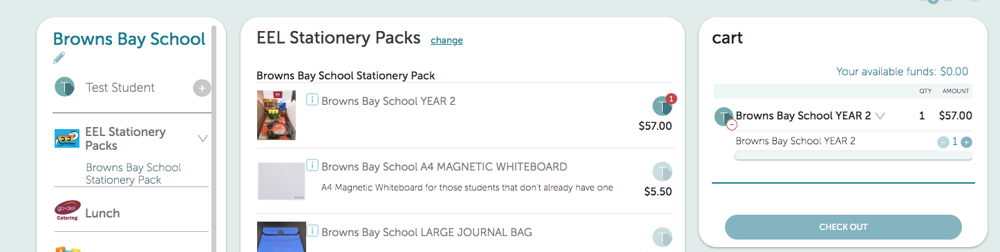 Browns Bay School
T
Test Student
+
EEL Stationery
Packs
Browns Bay School
Stationery Pack
go-deli
Catering
Lunch
EEL Stationery Packs change
Browns Bay School Stationery Pack
i Browns Bay School YEAR 2
T 1
$57.00
i Browns Bay School A4 MAGNETIC WHITEBOARD
T
A4 Magnetic Whiteboard for those students that don't already have one
$5.50
i Browns Bay School LARGE JOURNAL BAG
T
cart
Your available funds: $0.00
QTY AMOUNT
T Browns Bay School YEAR 2 1 $57.00
Browns Bay School YEAR 2 - 1 +
CHECK OUT